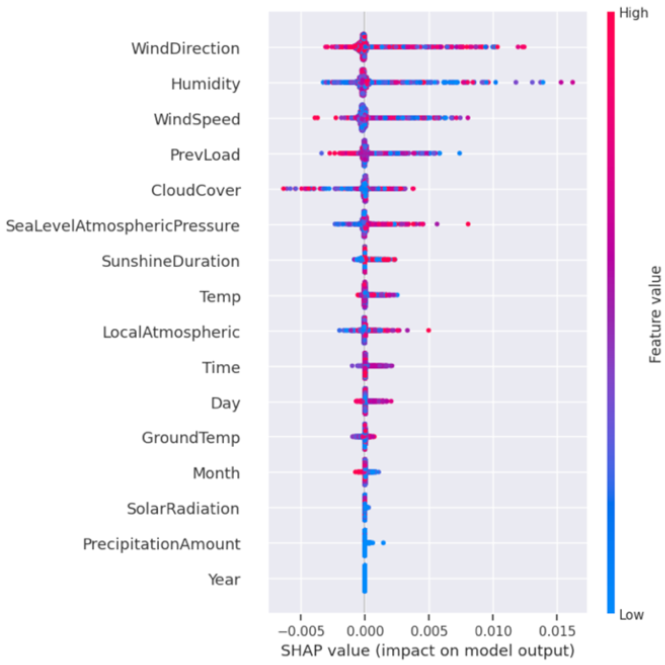 High
WindDirection
Humidity
WindSpeed
PrevLoad
CloudCover
SeaLevelAtmosphericPressure
SunshineDuration
Temp
LocalAtmospheric
Time
Day
GroundTemp
Month
SolarRadiation
PrecipitationAmount
Year
Feature value
Low
−0.005 0.000 0.005 0.010 0.015
SHAP value (impact on model output)